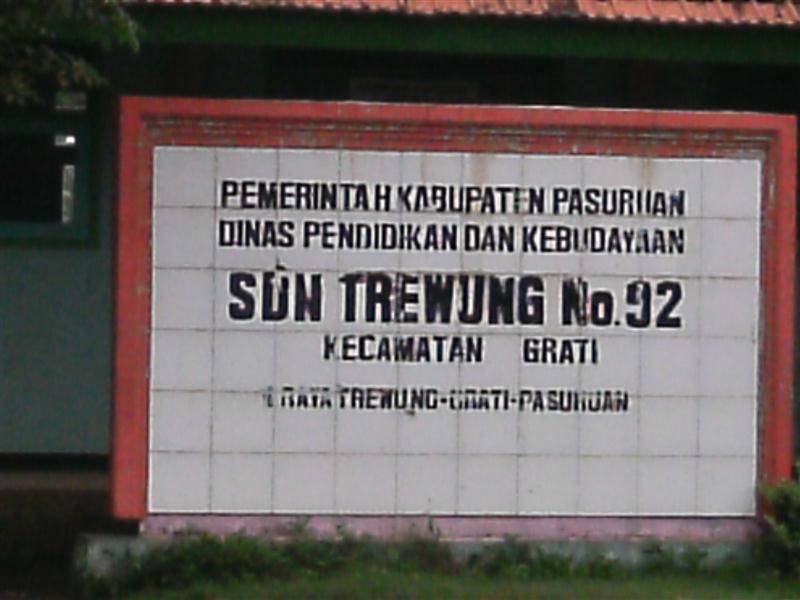 PEMERINTAH KABUPATEN PASURUAN
DINAS PENDIDIKAN DAN KEBUDAYAAN
SDN TREWUNG No.92
KECAMATAN GRATI
RAYA TREWUNG-GRATI-PASURUAN